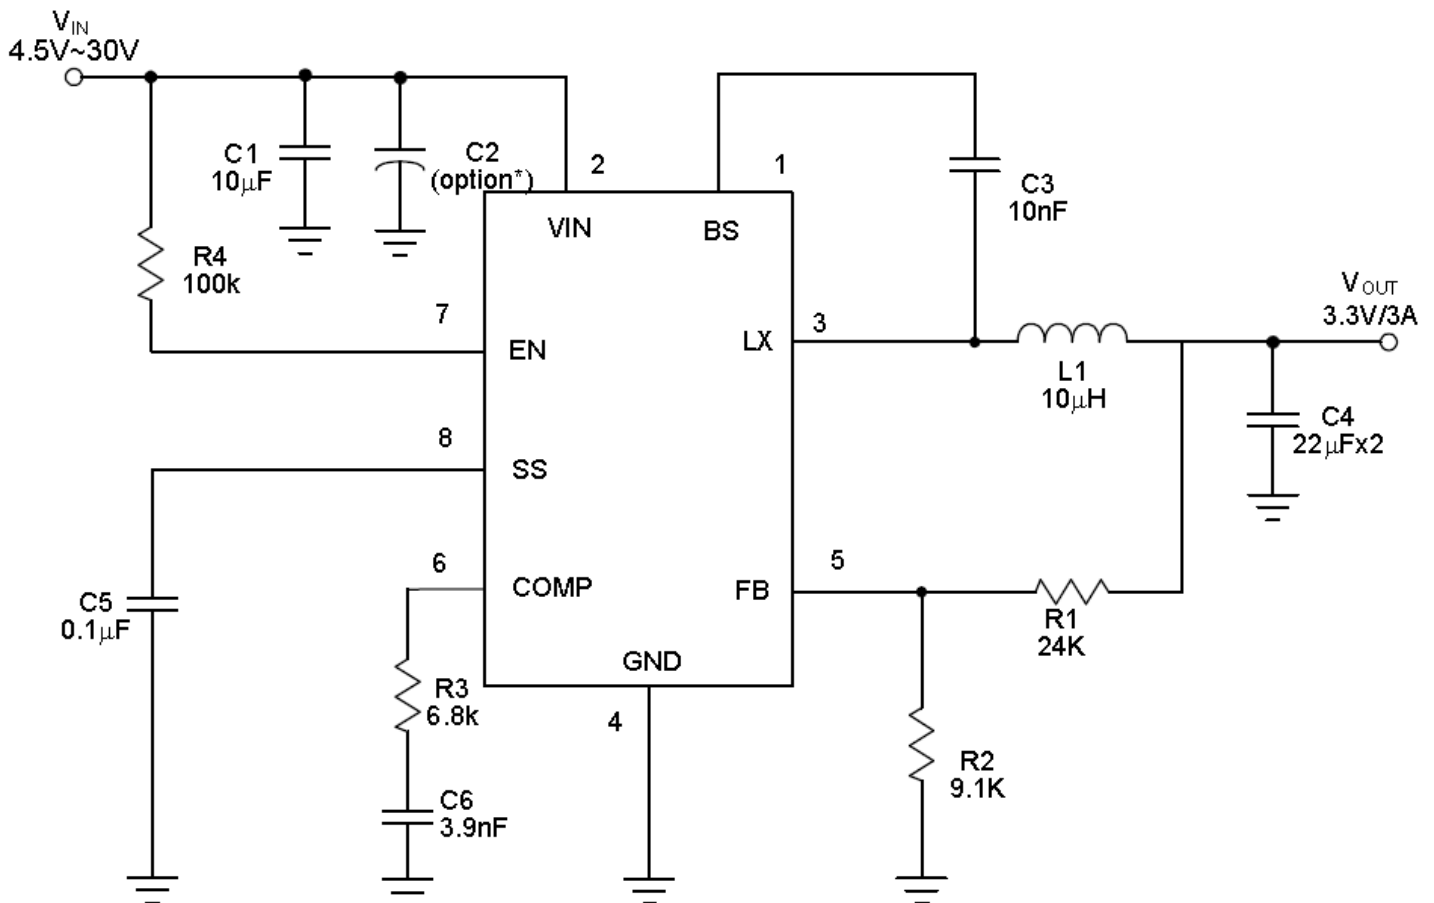 VIN
4.5V~30V
C1
10μF
C2
(option*)
2
1
C3
10nF
VIN
BS
R4
100k
7
EN
LX
3
VOUT
3.3V/3A
L1
10μH
C4
22μFx2
8
SS
6
COMP
FB
5
C5
0.1μF
R1
24K
GND
R3
6.8k
4
R2
9.1K
C6
3.9nF